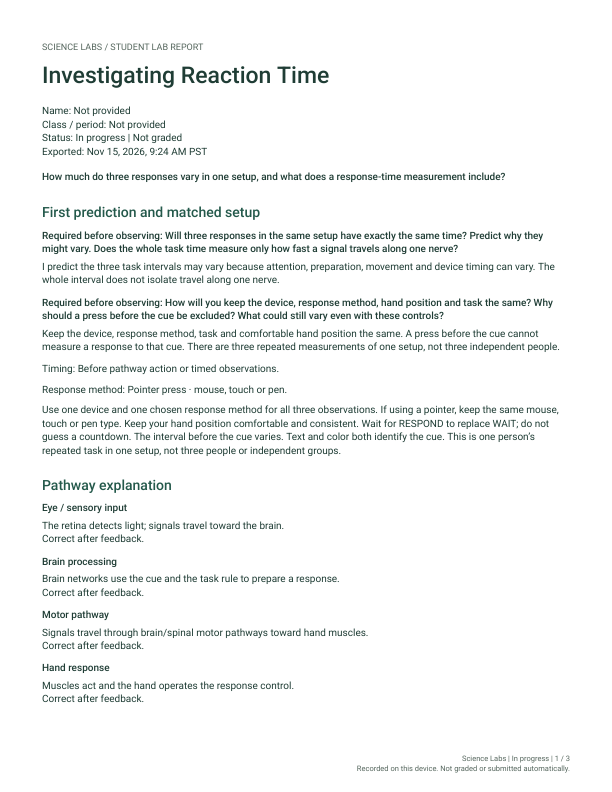 SCIENCE LABS / STUDENT LAB REPORT
Investigating Reaction Time
Name: Not provided
Class / period: Not provided
Status: In progress | Not graded
Exported: Nov 15, 2026, 9:24 AM PST
How much do three responses vary in one setup, and what does a response-time measurement include?
First prediction and matched setup
Required before observing: Will three responses in the same setup have exactly the same time? Predict why they
might vary. Does the whole task time measure only how fast a signal travels along one nerve?
I predict the three task intervals may vary because attention, preparation, movement and device timing can vary. The
whole interval does not isolate travel along one nerve.
Required before observing: How will you keep the device, response method, hand position and task the same? Why
should a press before the cue be excluded? What could still vary even with these controls?
Keep the device, response method, task and comfortable hand position the same. A press before the cue cannot
measure a response to that cue. There are three repeated measurements of one setup, not three independent people.
Timing: Before pathway action or timed observations.
Response method: Pointer press · mouse, touch or pen.
Use one device and one chosen response method for all three observations. If using a pointer, keep the same mouse,
touch or pen type. Keep your hand position comfortable and consistent. Wait for RESPOND to replace WAIT; do not
guess a countdown. The interval before the cue varies. Text and color both identify the cue. This is one person's
repeated task in one setup, not three people or independent groups.
Pathway explanation
Eye / sensory input
The retina detects light; signals travel toward the brain.
Correct after feedback.
Brain processing
Brain networks use the cue and the task rule to prepare a response.
Correct after feedback.
Motor pathway
Signals travel through brain/spinal motor pathways toward hand muscles.
Correct after feedback.
Hand response
Muscles act and the hand operates the response control.
Correct after feedback.
Science Labs | In progress | 1 / 3
Recorded on this device. Not graded or submitted automatically.